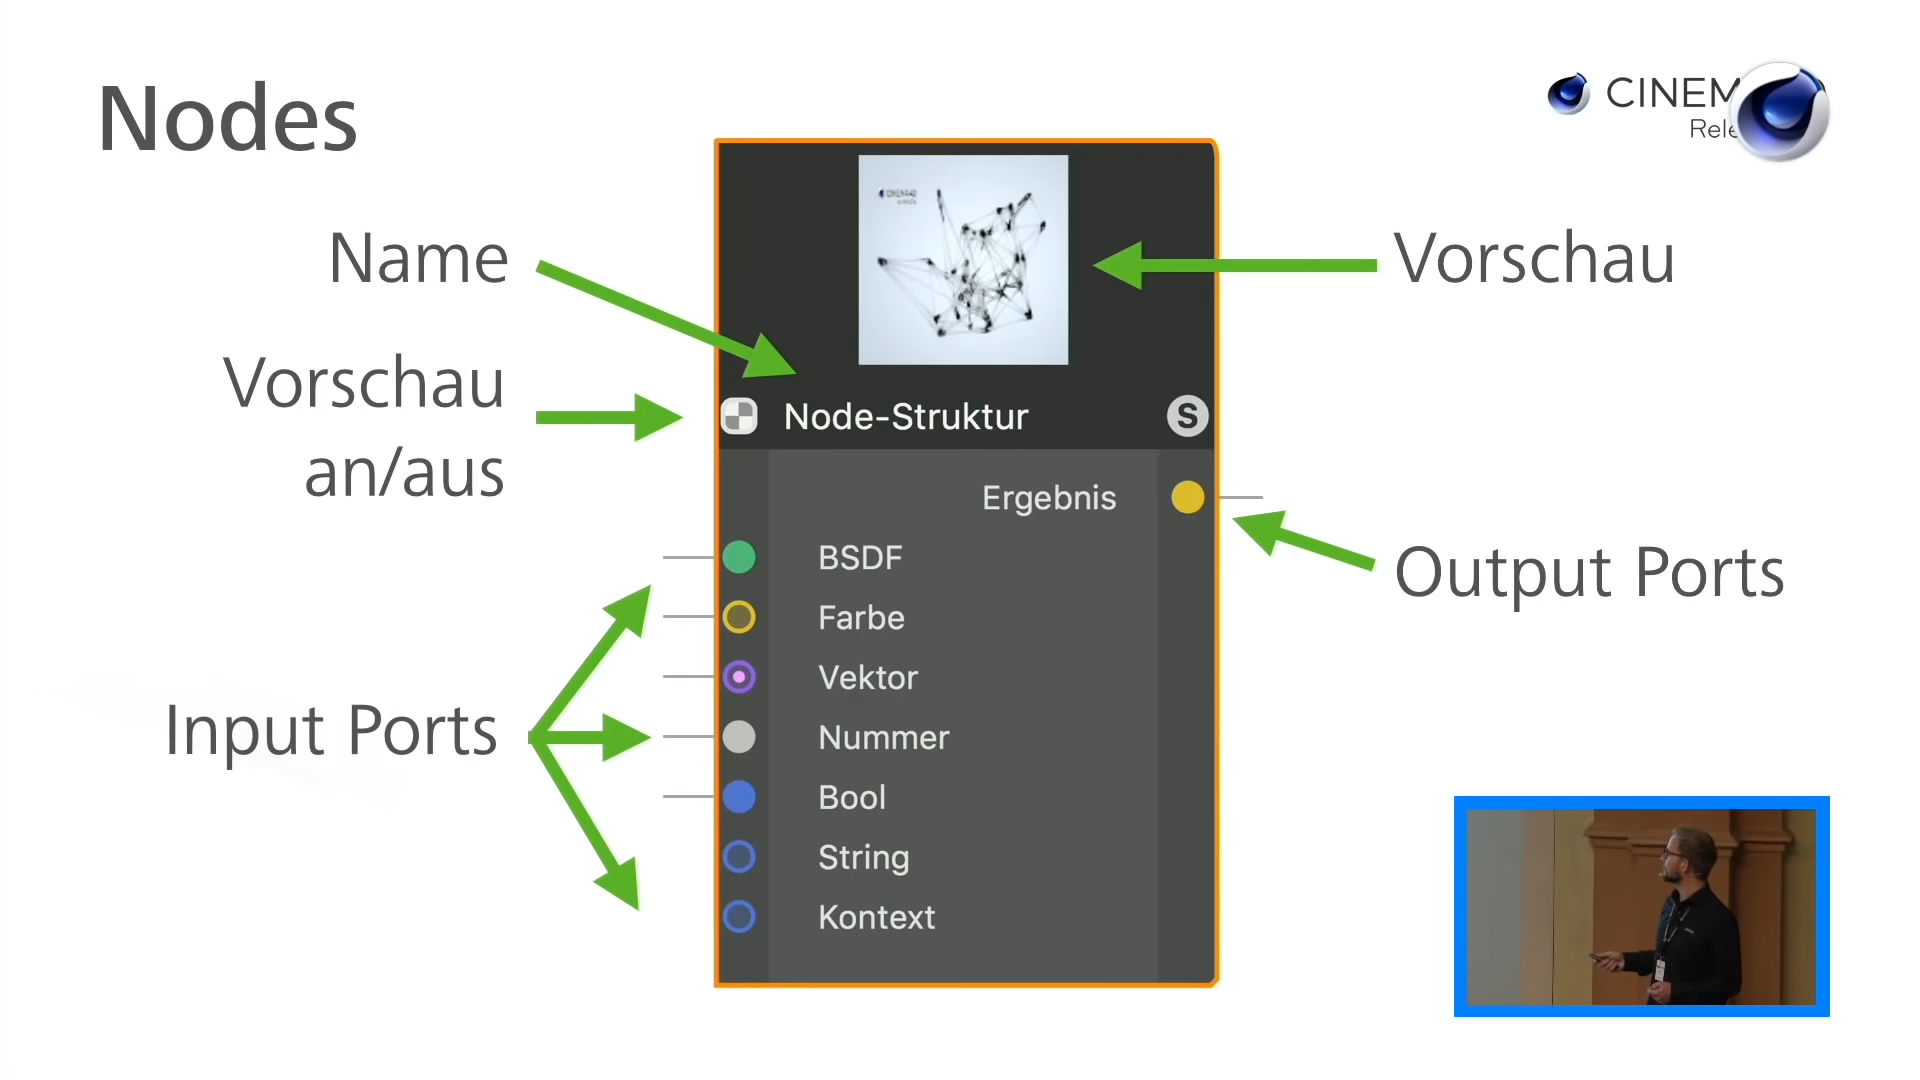 Nodes
CINEM
Rele
Name
Vorschau
Vorschau
an/aus
Node-Struktur
S
Ergebnis
Output Ports
BSDF
Farbe
Vektor
Input Ports
Nummer
Bool
String
Kontext